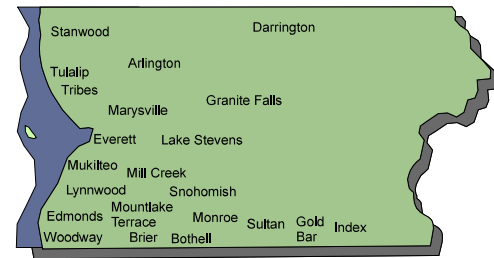 Darrington
Stanwood
Arlington
Tulalip
Tribes
Granite Falls
Marysville
Everett
Lake Stevens
Mukilteo
Mill Creek
Lynnwood
Snohomish
Mountlake
Terrace
Edmonds
Monroe
Sultan
Gold
Bar
Index
Woodway
Brier
Bothell